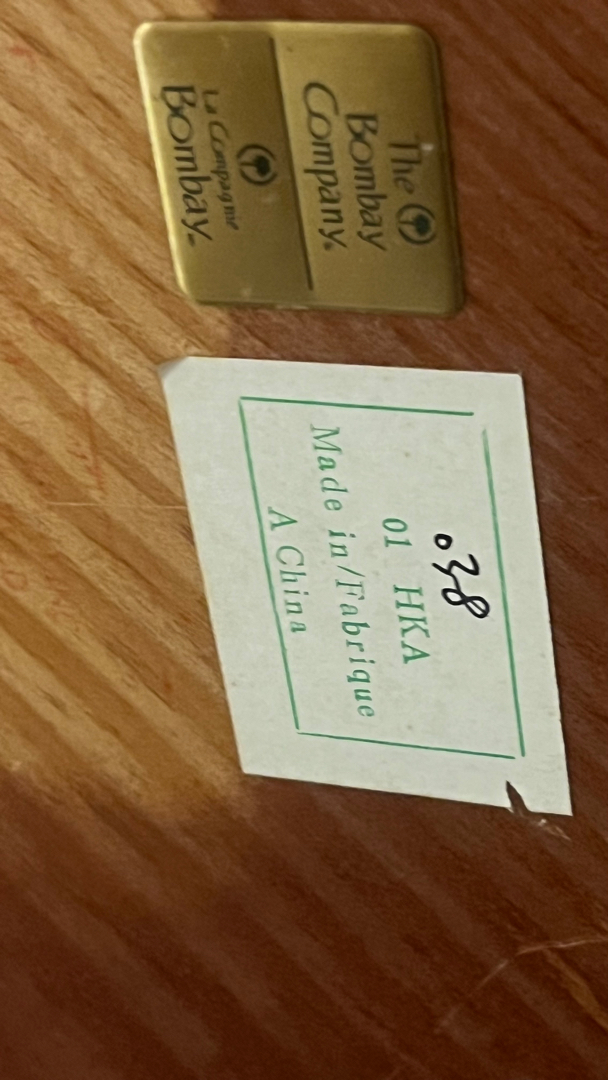 The
Bombay
Company®
La Compagnie
Bombay
.038
01 HKA
Made in/Fabrique
A China